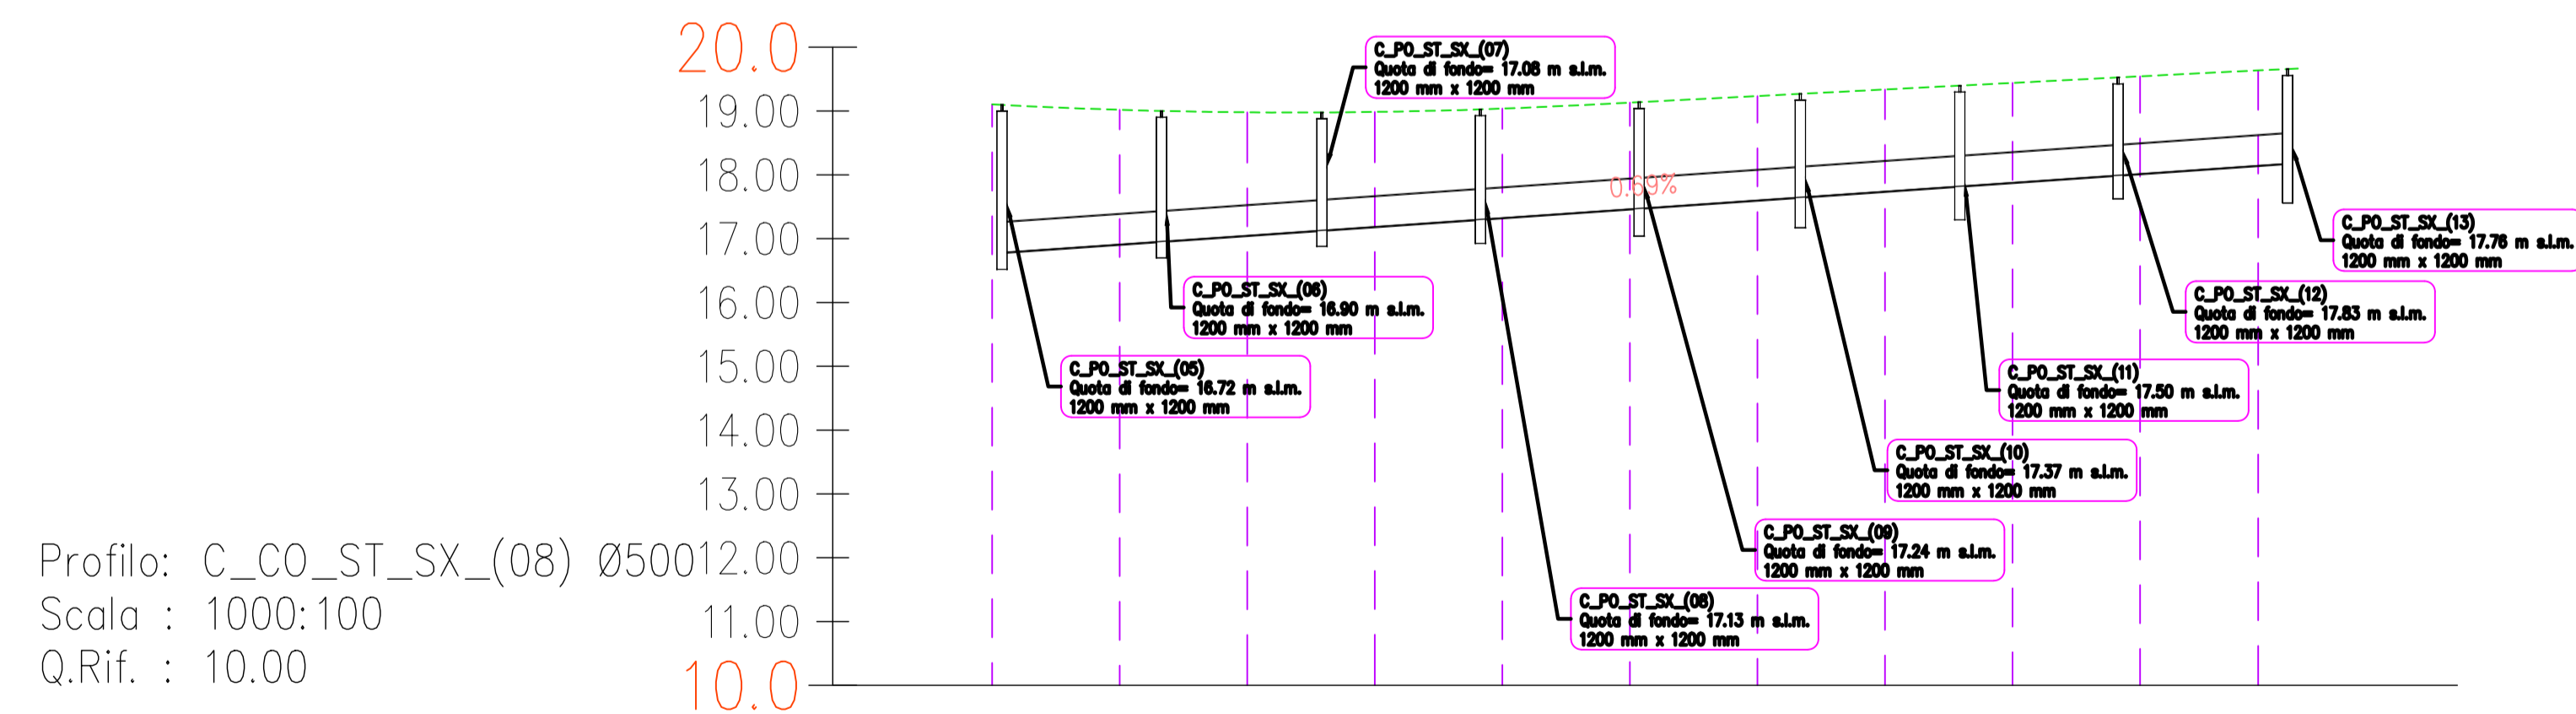 20.0
19.00
18.00
17.00
16.00
15.00
14.00
13.00
12.00
11.00
10.0
Profilo: C_CO_ST_SX_(08) Ø500
Scala : 1000:100
Q.Rif. : 10.00
C_PO_ST_SX_(05)
Quota di fondo= 16.72 m s.l.m.
1200 mm x 1200 mm
C_PO_ST_SX_(06)
Quota di fondo= 16.90 m s.l.m.
1200 mm x 1200 mm
C_PO_ST_SX_(07)
Quota di fondo= 17.08 m s.l.m.
1200 mm x 1200 mm
C_PO_ST_SX_(08)
Quota di fondo= 17.13 m s.l.m.
1200 mm x 1200 mm
0.69%
C_PO_ST_SX_(09)
Quota di fondo= 17.24 m s.l.m.
1200 mm x 1200 mm
C_PO_ST_SX_(10)
Quota di fondo= 17.37 m s.l.m.
1200 mm x 1200 mm
C_PO_ST_SX_(11)
Quota di fondo= 17.50 m s.l.m.
1200 mm x 1200 mm
C_PO_ST_SX_(12)
Quota di fondo= 17.83 m s.l.m.
1200 mm x 1200 mm
C_PO_ST_SX_(13)
Quota di fondo= 17.76 m s.l.m.
1200 mm x 1200 mm